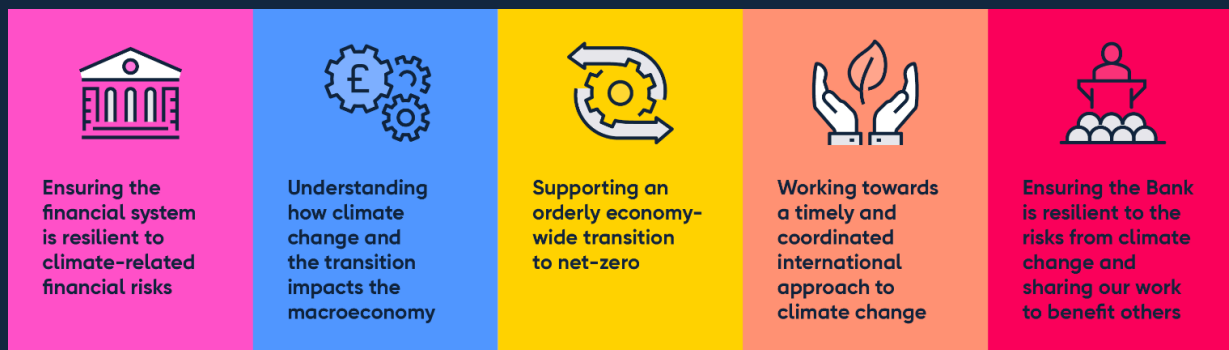 £
Ensuring the
financial system
is resilient to
climate-related
financial risks
Understanding
how climate
change and
the transition
impacts the
macroeconomy
Supporting an
orderly economy-
wide transition
to net-zero
Working towards
a timely and
coordinated
international
approach to
climate change
Ensuring the Bank
is resilient to the
risks from climate
change and
sharing our work
to benefit others